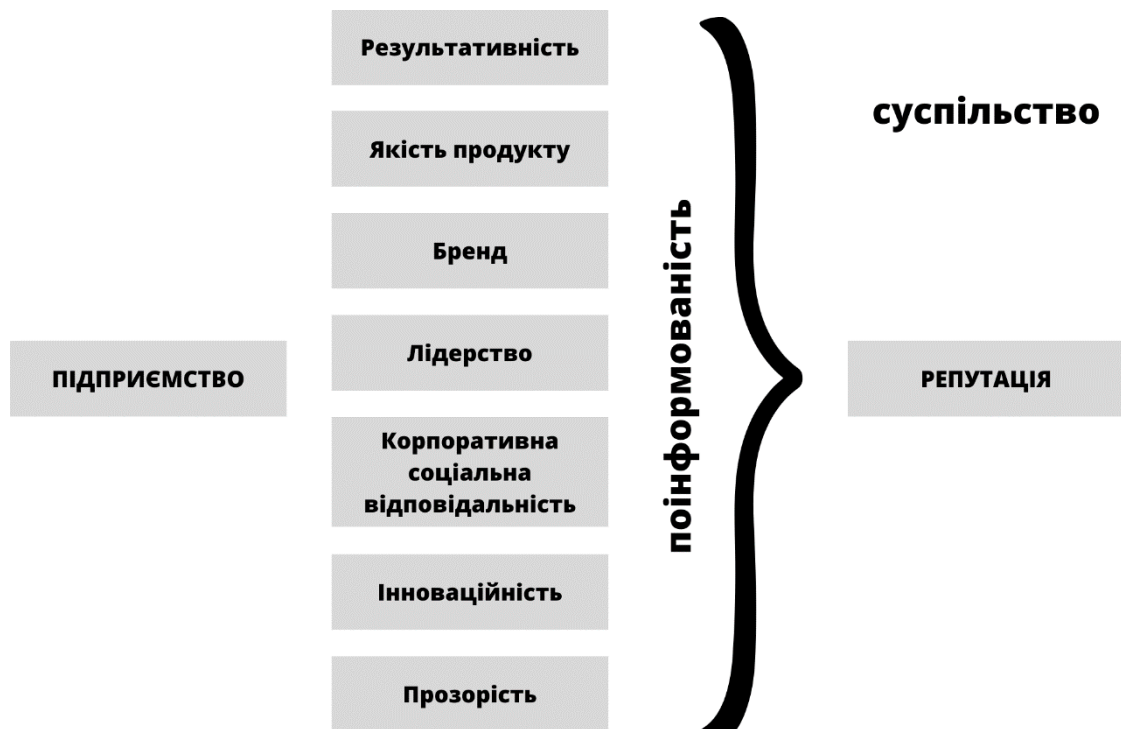 ПІДПРИЄМСТВО
Результативність
Якість продукту
Бренд
Лідерство
Корпоративна
соціальна
відповідальність
Інноваційність
Прозорість
поінформованість
суспільство
РЕПУТАЦІЯ